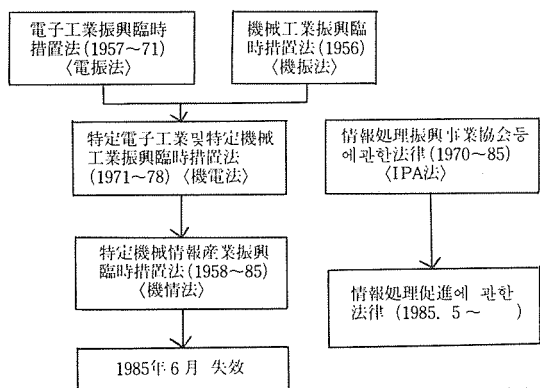 電子工業振興臨時
措置法(1957~71)
〈電振法〉
機械工業振興臨
時措置法(1956)
〈機振法〉
特定電子工業및特定機械
工業振興臨時措置法
(1971~78)〈機電法〉
情報処理振興事業協会등
에관한法律(1970~85)
〈IPA法〉
特定機械情報産業振興
臨時措置法(1958~85)
〈機情法〉
情報処理促進에 관한
法律 (1985. 5~ )
1985年 6月 失效